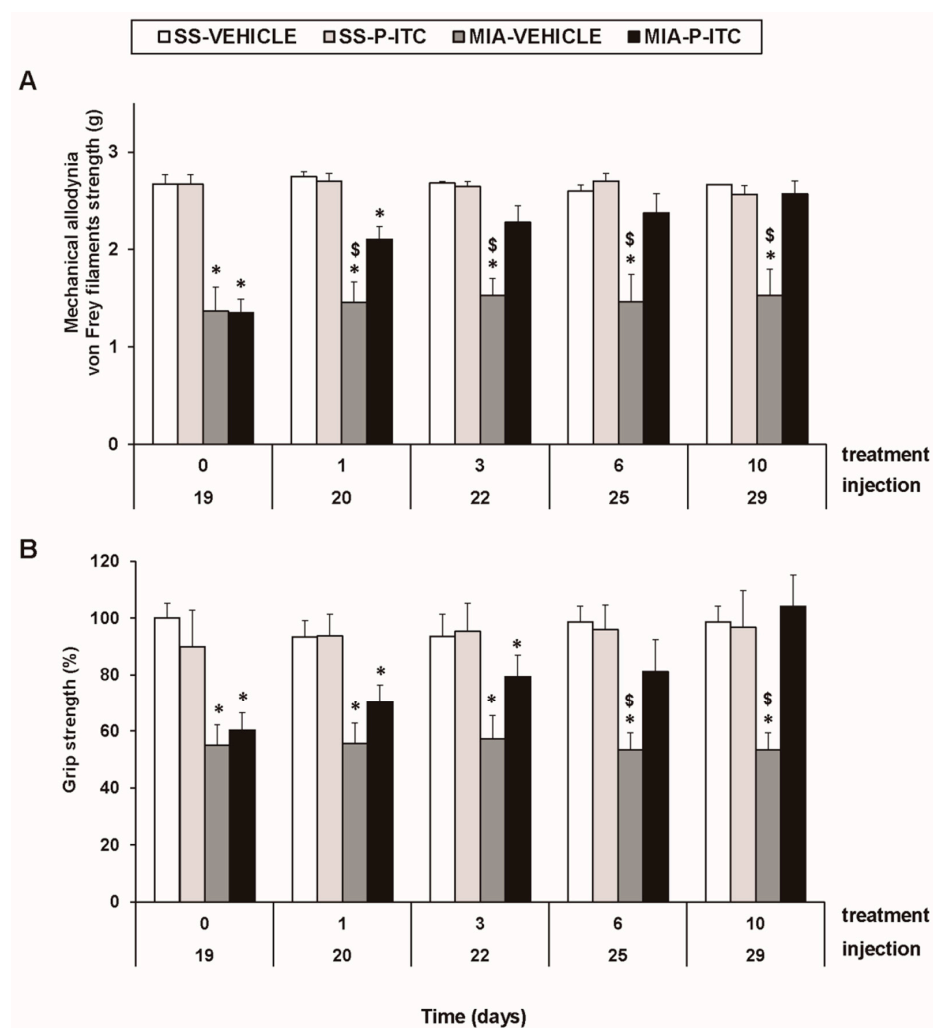 SS-VEHICLE SS-P-ITC MIA-VEHICLE MIA-P-ITC
A
Mechanical allodynia
von Frey filaments strength (g)
3
2
1
0
* *
$
* *
$
*
$
*
$
*
0 1 3 6 10 treatment
19 20 22 25 29 injection
B
Grip strength (%)
120
100
80
60
40
20
0
* *
* *
* *
$
*
$
*
0 1 3 6 10 treatment
19 20 22 25 29 injection
Time (days)